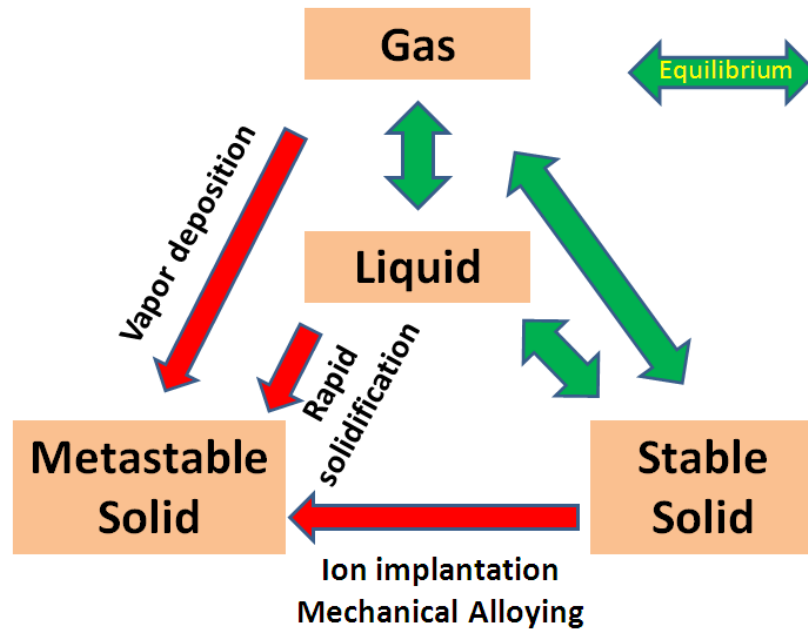 Gas
Equilibrium
Vapor deposition
Liquid
Rapid
solidification
Metastable
Solid
Stable
Solid
Ion implantation
Mechanical Alloying